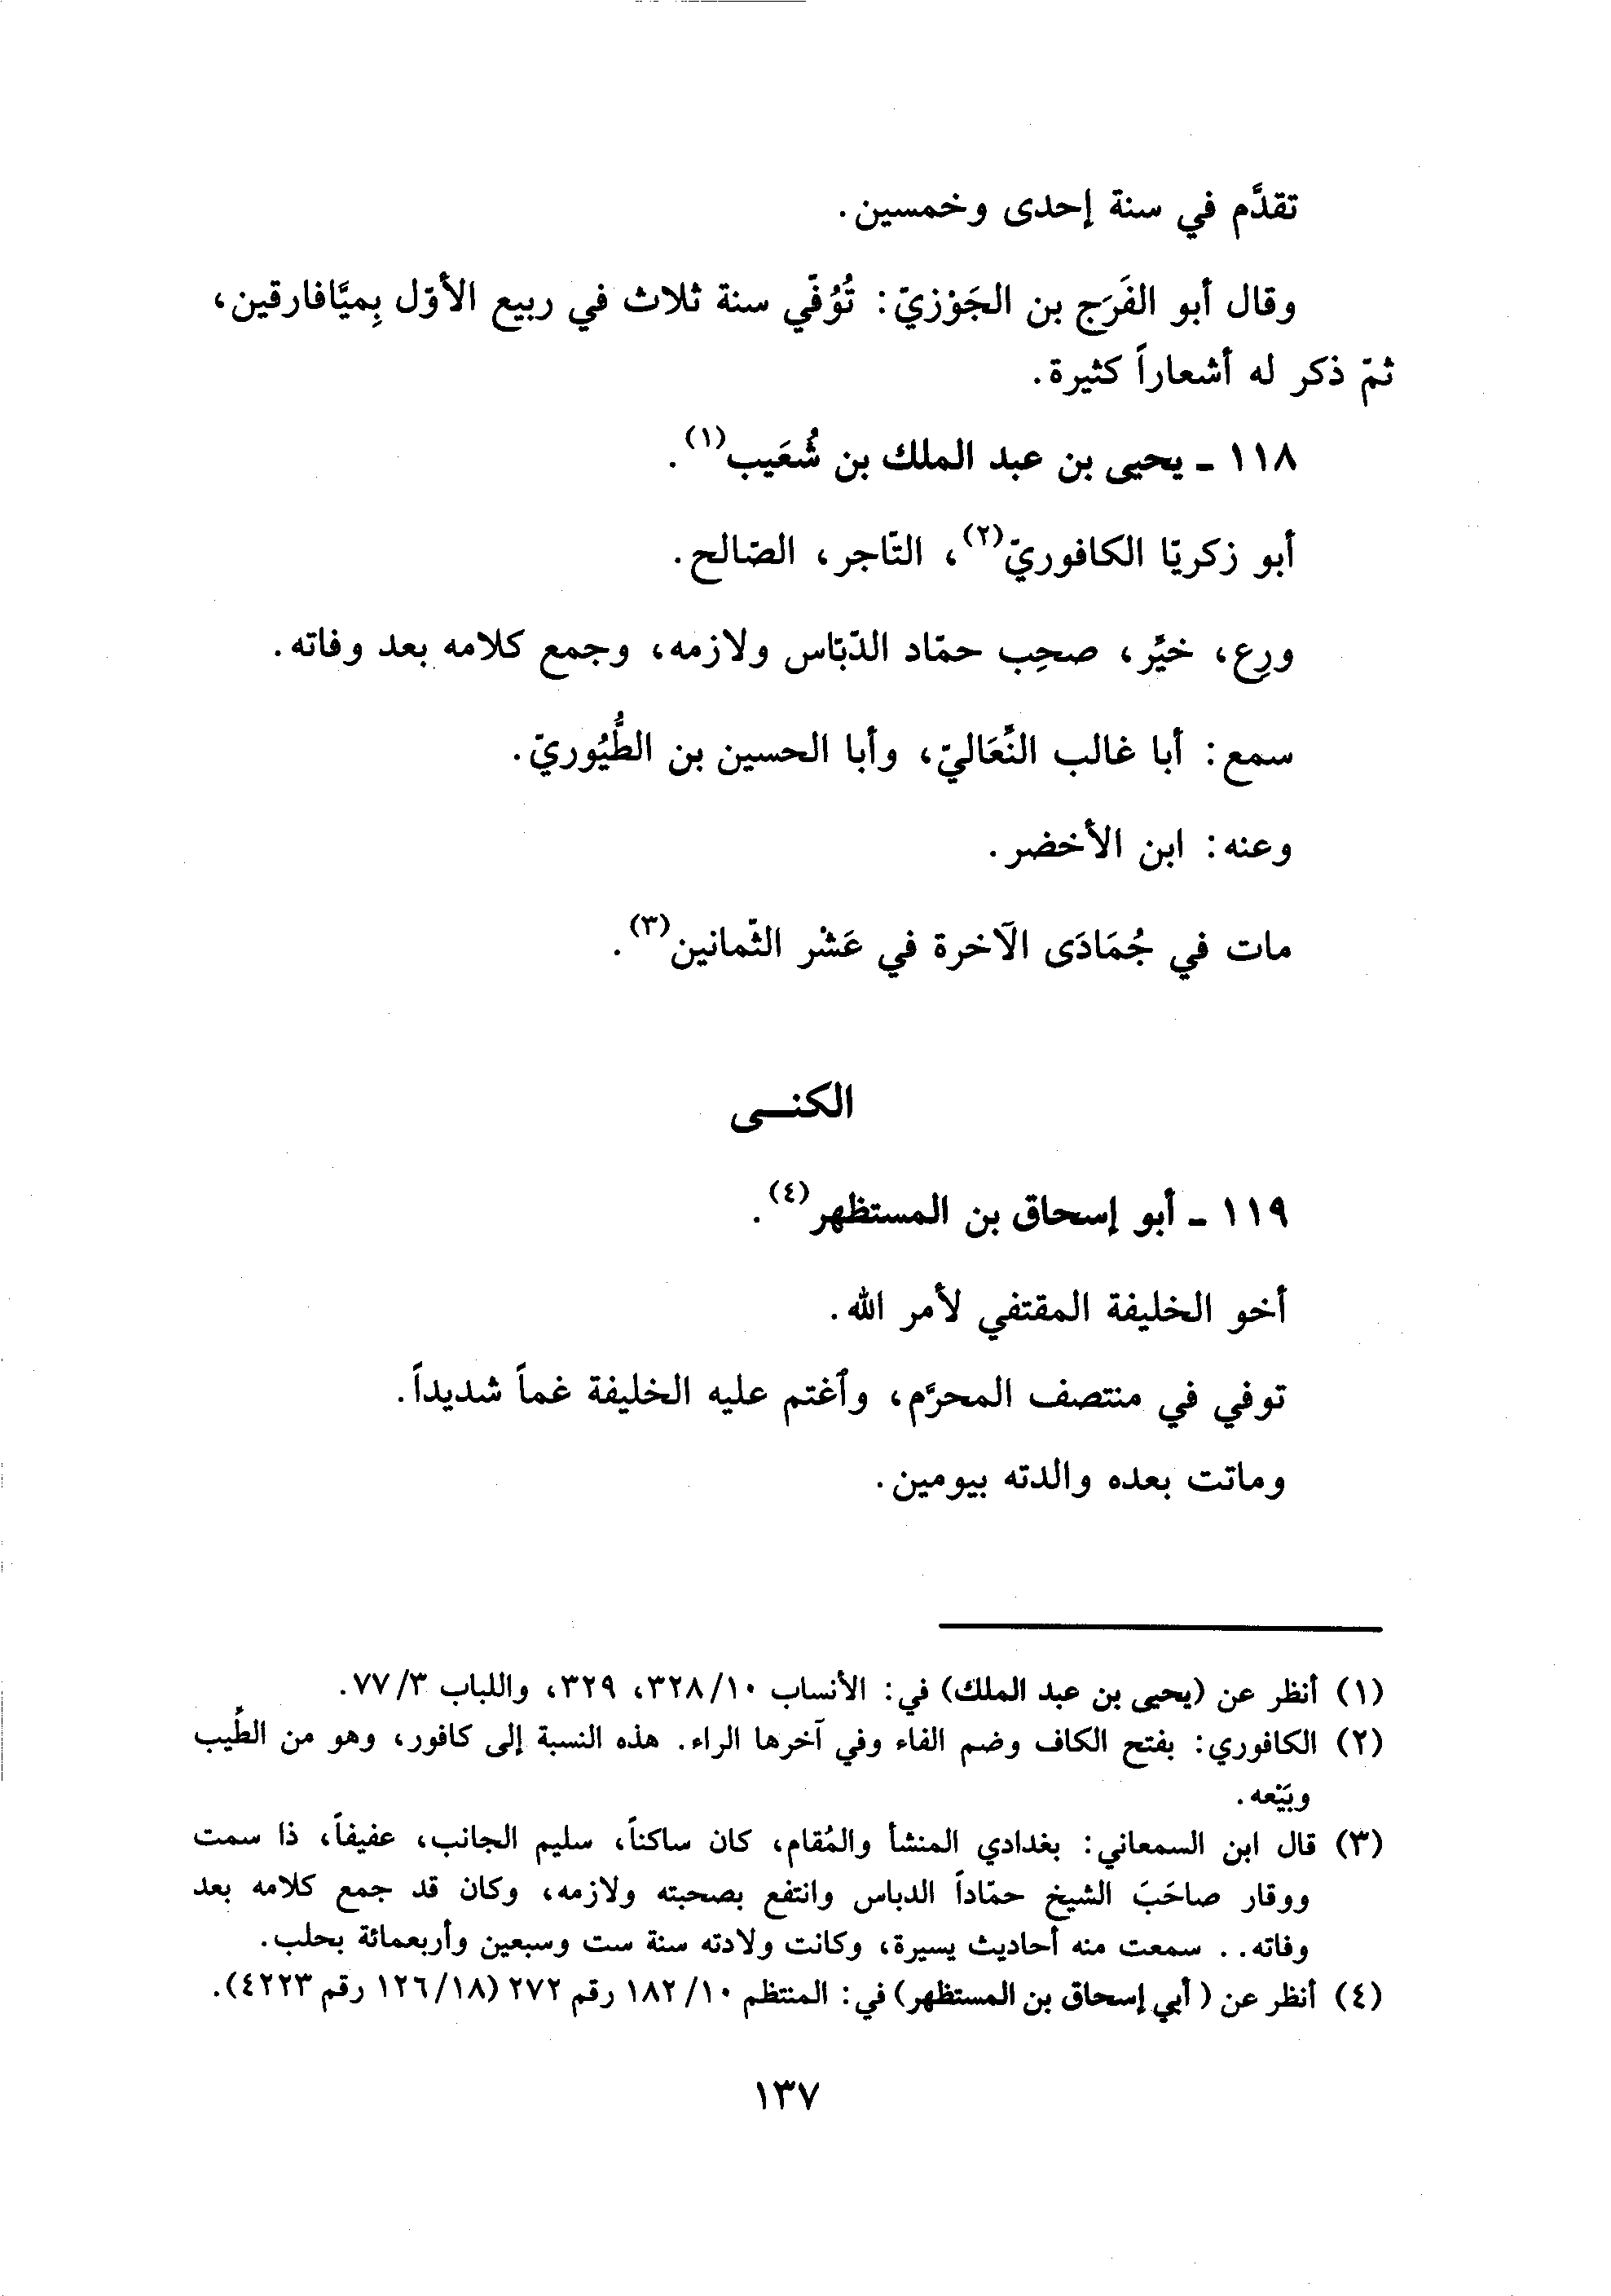 تقدَّم في سنة إحدى وخمسين.
وقال أبو الفَرَج بن الجَوْزيّ: تُوُفّي سنة ثلاث في ربيع الأوّل بِميَّافارقين،
ثمّ ذكر له أشعاراً كثيرة.
١١٨ ـ يحيى بن عبد الملك بن شُعَيب(١).
أبو زكريّا الكافوريّ(٢)، التّاجر، الصّالح.
ورِع، خيِّر، صحِب حمّاد الدّبّاس ولازمه، وجمع كلامه بعد وفاته.
سمع: أبا غالب النِّعَاليّ، وأبا الحسين بن الطُّيُوريّ.
وعنه: ابن الأخضر.
مات في جُمَادَى الآخرة في عَشْر الثّمانين(٣).
الكنــى
١١٩ ـ أبو إسحاق بن المستظهر(٤).
أخو الخليفة المقتفي لأمر الله.
توفي في منتصف المحرَّم، وٱغتم عليه الخليفة غماً شديداً.
وماتت بعده والدته بيومين.
(١) أنظر عن (يحيى بن عبد الملك) في: الأنساب ٣٢٨/١٠، ٣٢٩، واللباب ٧٧/٣.
(٢) الكافوري: بفتح الكاف وضم الفاء وفي آخرها الراء. هذه النسبة إلى كافور، وهو من الطِّيب
وبَيْعه.
(٣) قال ابن السمعاني: بغدادي المنشأ والمُقام، كان ساكناً، سليم الجانب، عفيفاً، ذا سمت
ووقار صاحَبَ الشيخ حمّاداً الدباس وانتفع بصحبته ولازمه، وكان قد جمع كلامه بعد
وفاته.. سمعت منه أحاديث يسيرة، وكانت ولادته سنة ست وسبعين وأربعمائة بحلب.
(٤) أنظر عن (أبي إسحاق بن المستظهر) في: المنتظم ١٨٢/١٠ رقم ٢٧٢ (١٢٦/١٨ رقم ٤٢٢٣).
١٣٧